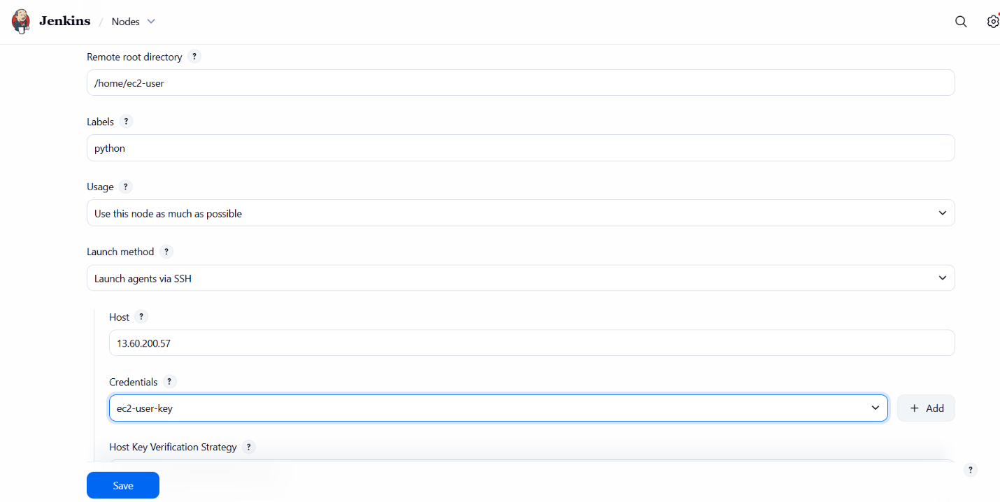 Jenkins / Nodes
Remote root directory ?
/home/ec2-user
Labels ?
python
Usage ?
Use this node as much as possible
Launch method ?
Launch agents via SSH
Host ?
13.60.200.57
Credentials ?
ec2-user-key
+ Add
Host Key Verification Strategy ?
?
Save